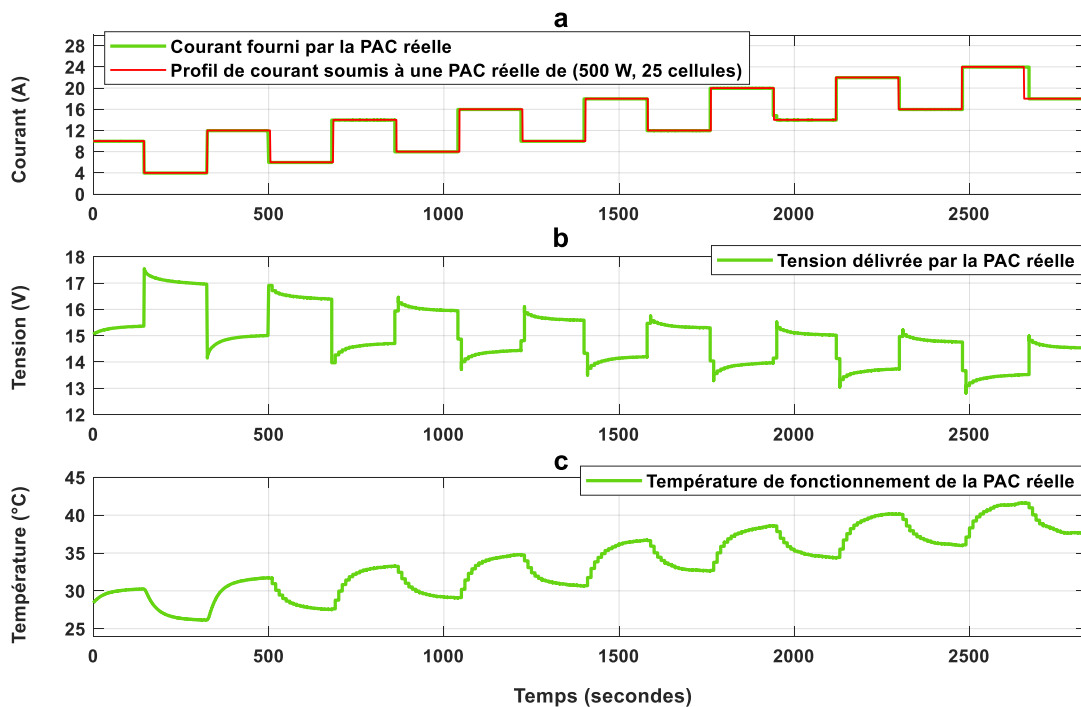 a
28
24
20
16
12
8
4
0
Courant (A)
Courant fourni par la PAC réelle
Profil de courant soumis à une PAC réelle de (500 W, 25 cellules)
0 500 1000 1500 2000 2500
b
18
17
16
15
14
13
12
Tension (V)
Tension délivrée par la PAC réelle
0 500 1000 1500 2000 2500
c
45
40
35
30
25
Température (°C)
Température de fonctionnement de la PAC réelle
0 500 1000 1500 2000 2500
Temps (secondes)